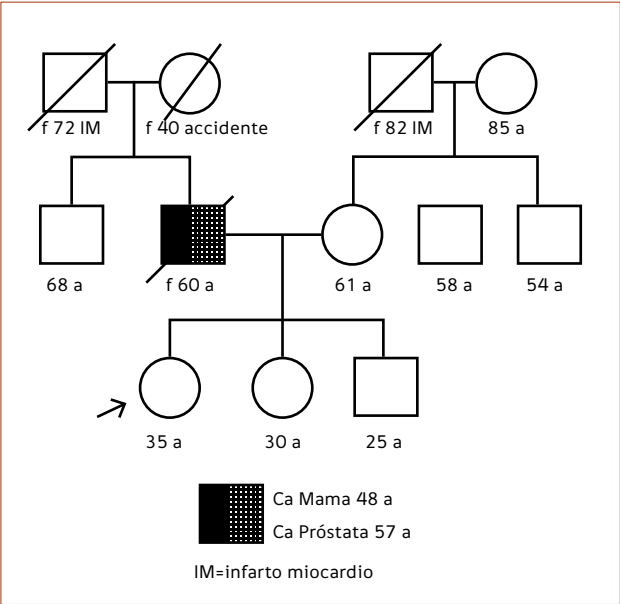 f 72 IM
f 40 accidente
f 82 IM
85 a
68 a
f 60 a
61 a
58 a
54 a
35 a
30 a
25 a
Ca Mama 48 a
Ca Próstata 57 a
IM=infarto miocardio